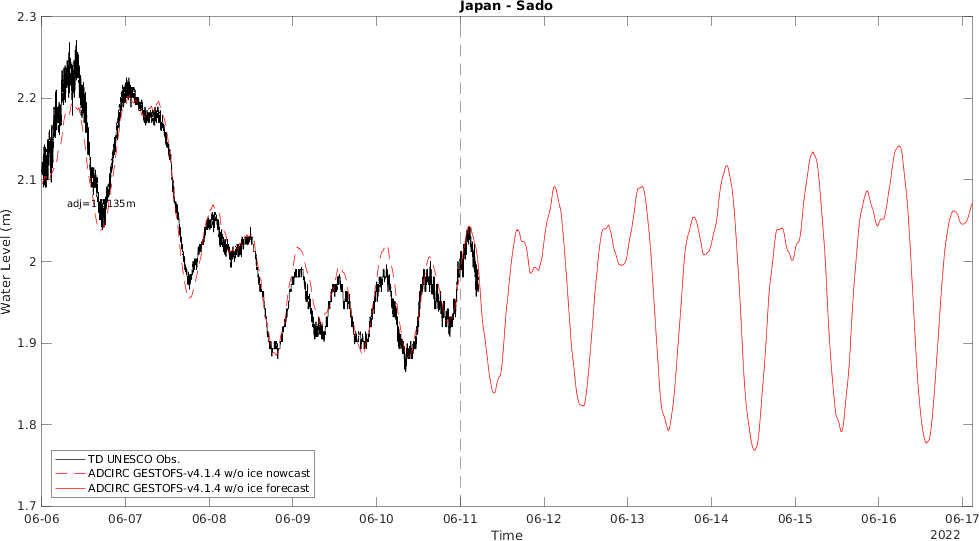 Japan - Sado
2.3
2.2
2.1
2
1.9
1.8
1.7
Water Level (m)
TD UNESCO Obs.
ADCIRC GESTOFS-v4.1.4 w/o ice nowcast
ADCIRC GESTOFS-v4.1.4 w/o ice forecast
06-06 06-07 06-08 06-09 06-10 06-11 06-12 06-13 06-14 06-15 06-16 06-17
Time
2022